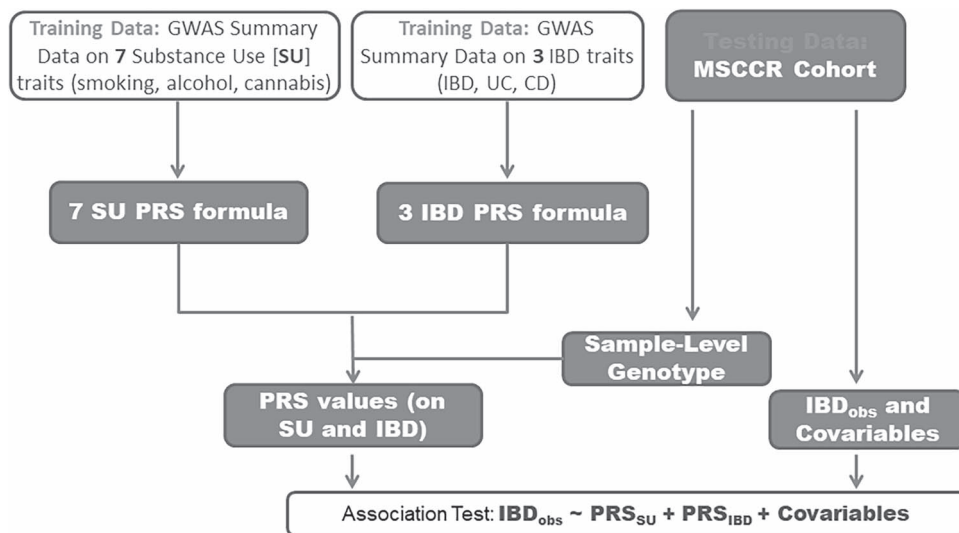 Training Data: GWAS Summary
Data on 7 Substance Use [SU]
traits (smoking, alcohol, cannabis)
Training Data: GWAS
Summary Data on 3 IBD traits
(IBD, UC, CD)
Testing Data:
MSCCR Cohort
7 SU PRS formula
3 IBD PRS formula
Sample-Level
Genotype
PRS values (on
SU and IBD)
IBDobs and
Covariables
Association Test: IBDobs ~ PRSSU + PRSIBD + Covariables